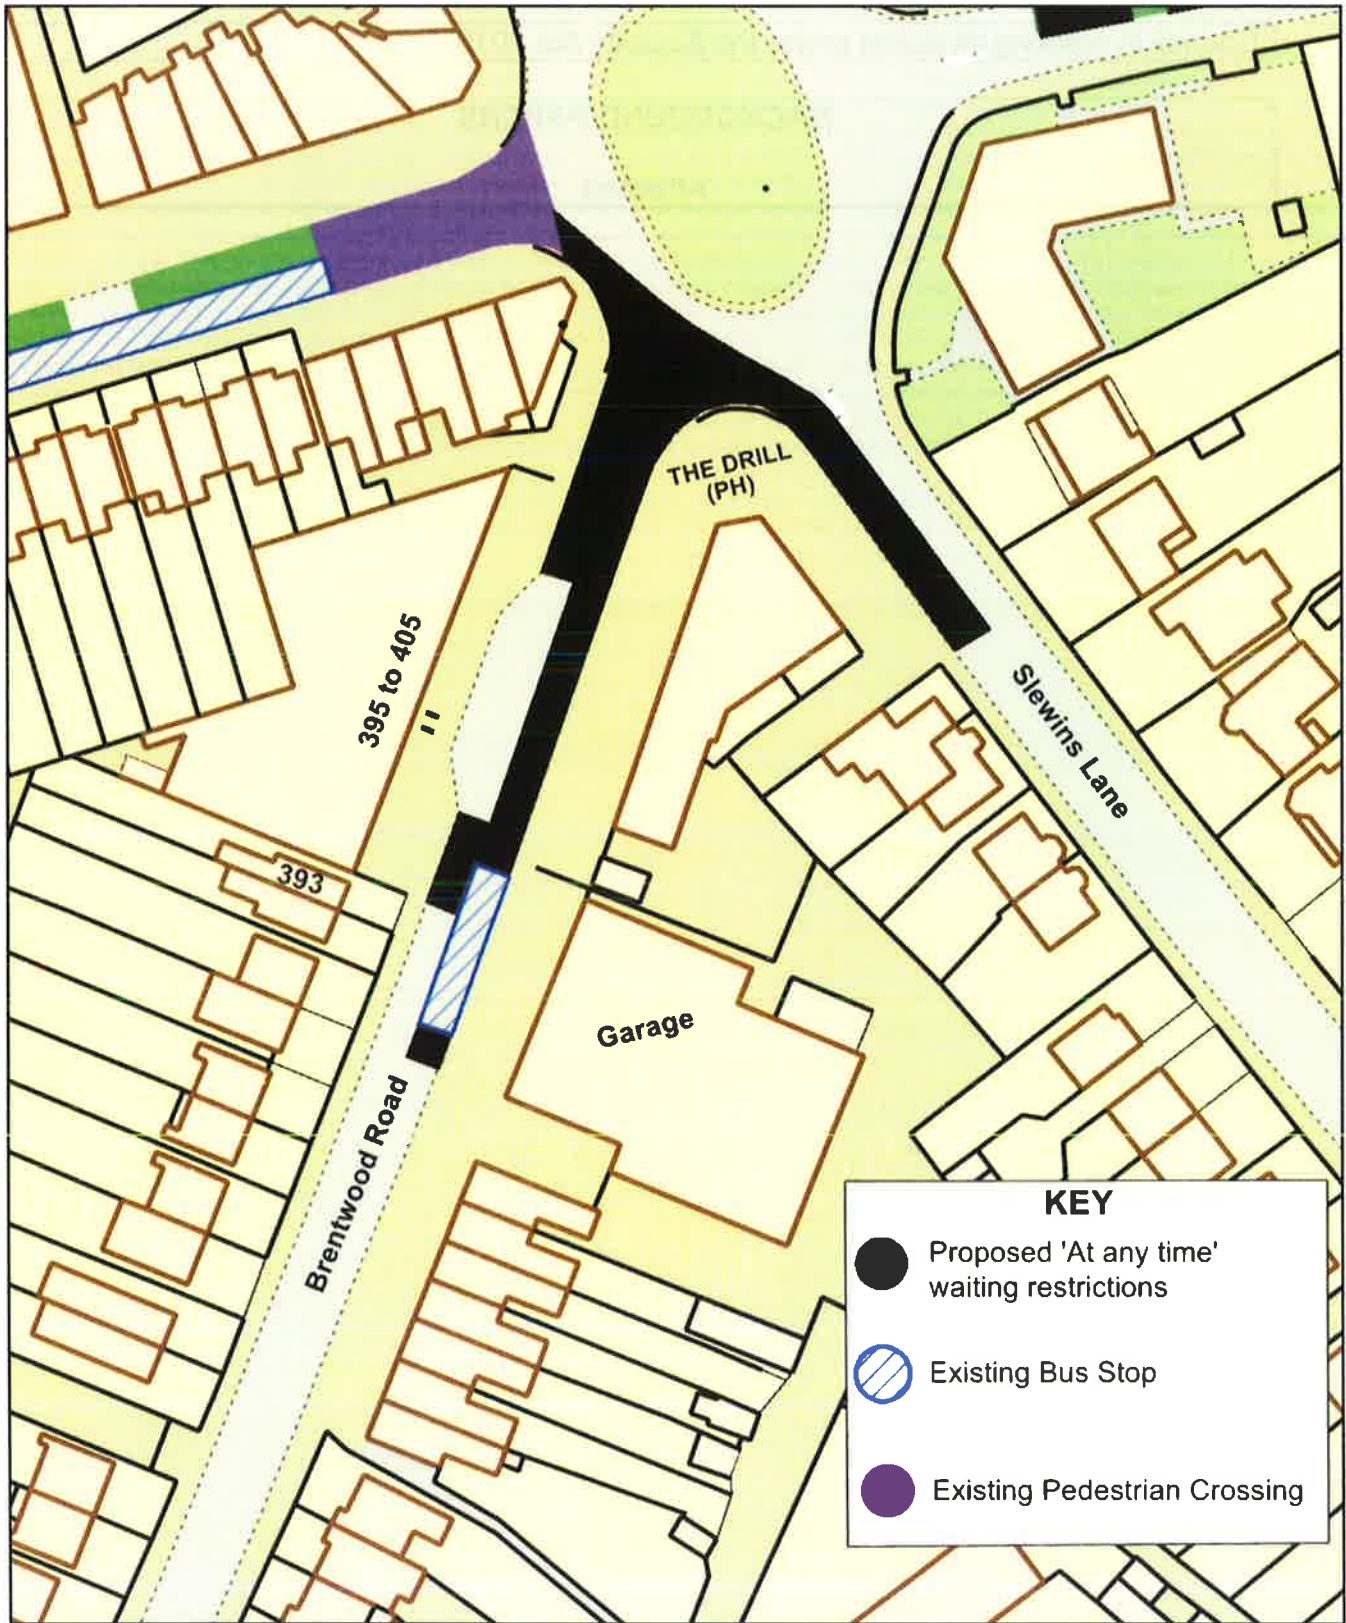 THE DRILL
(PH)
395 to 405
Slewins Lane
393
Garage
Brentwood Road
KEY
Proposed 'At any time'
waiting restrictions
Existing Bus Stop
Existing Pedestrian Crossing